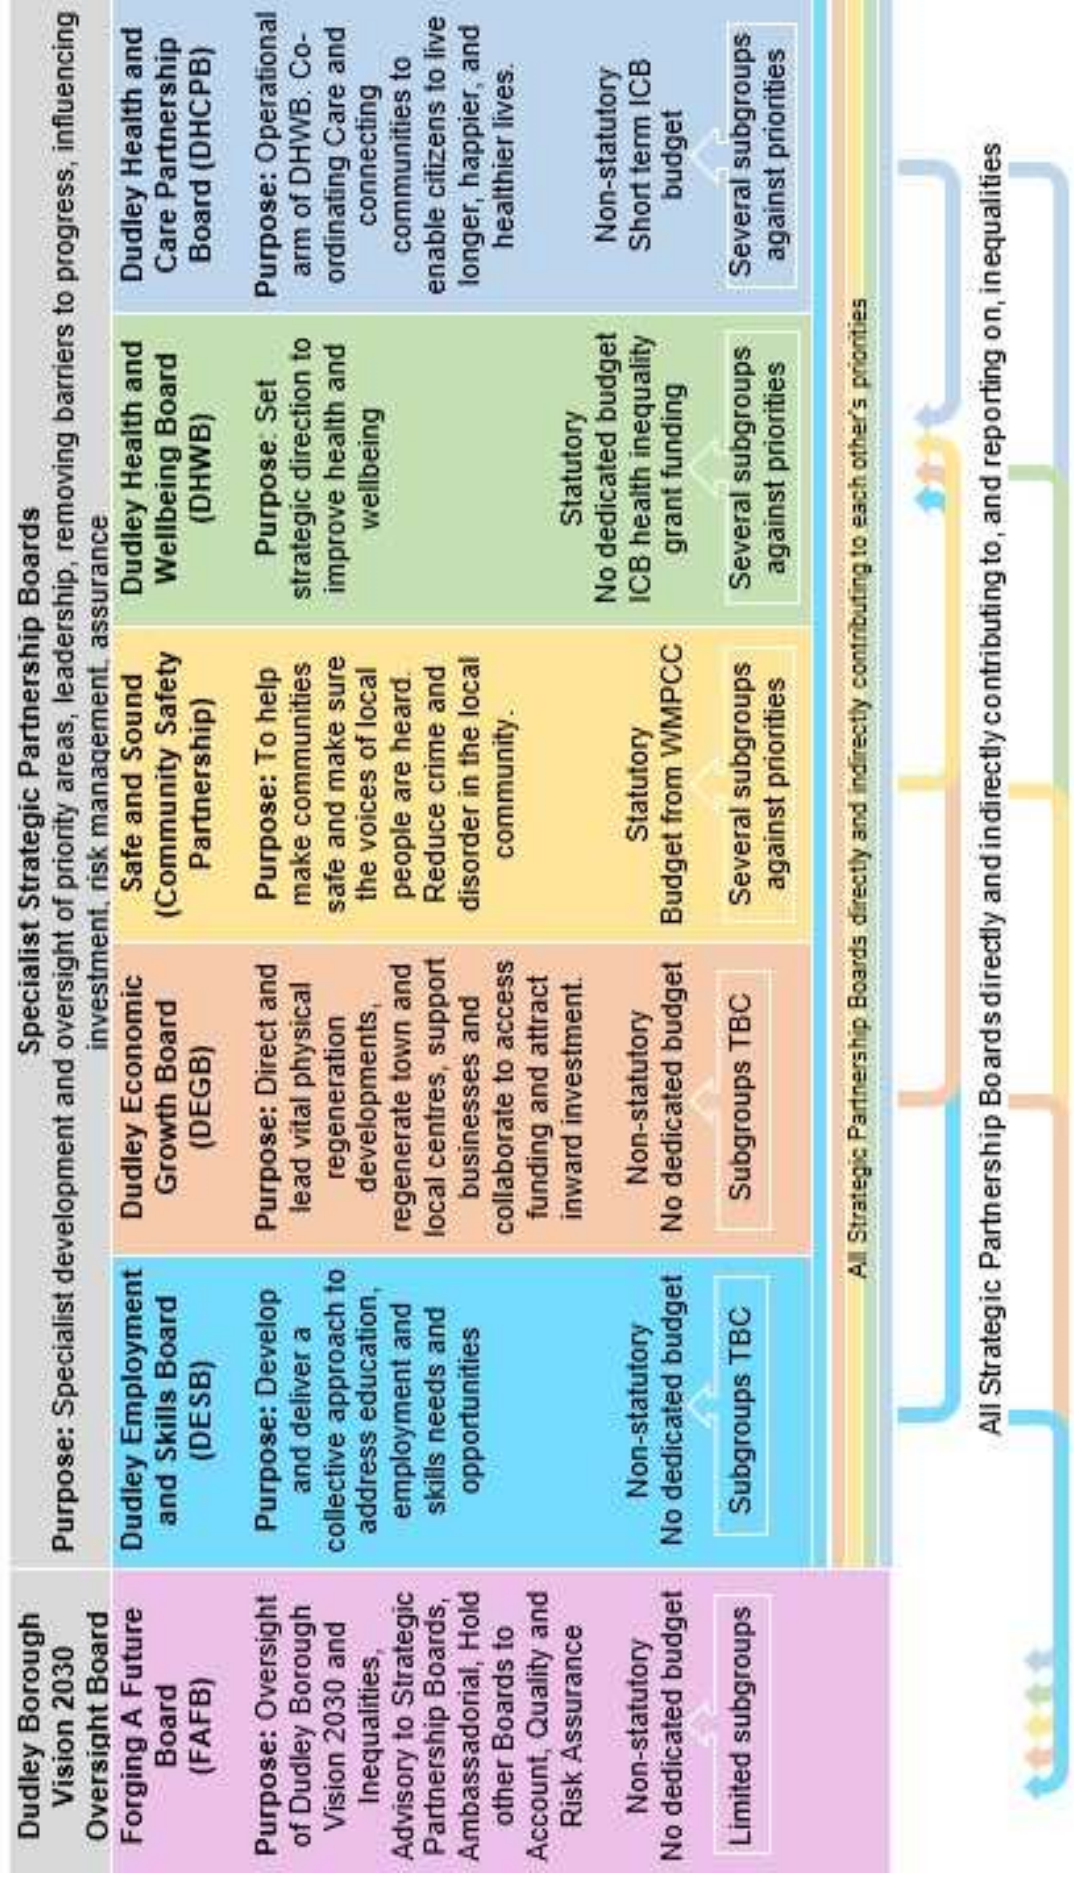 Dudley Borough
Vision 2030
Oversight Board
Specialist Strategic Partnership Boards
Purpose: Specialist development and oversight of priority areas, leadership, removing barriers to progress, influencing
investment, risk management, assurance
Forging A Future
Board
(FAFB)
Purpose: Oversight
of Dudley Borough
Vision 2030 and
Inequalities,
Advisory to Strategic
Partnership Boards,
Ambassadorial, Hold
other Boards to
Account, Quality and
Risk Assurance
Non-statutory
No dedicated budget
Limited subgroups
Dudley Employment
and Skills Board
(DESB)
Purpose: Develop
and deliver a
collective approach to
address education,
employment and
skills needs and
opportunities
Non-statutory
No dedicated budget
Subgroups TBC
Dudley Economic
Growth Board
(DEGB)
Purpose: Direct and
lead vital physical
regeneration
developments,
regenerate town and
local centres, support
businesses and
collaborate to access
funding and attract
inward investment.
Non-statutory
No dedicated budget
Subgroups TBC
Safe and Sound
(Community Safety
Partnership)
Purpose: To help
make communities
safe and make sure
the voices of local
people are heard.
Reduce crime and
disorder in the local
community.
Statutory
Budget from WMPCC
Several subgroups
against priorities
Dudley Health and
Wellbeing Board
(DHWB)
Purpose: Set
strategic direction to
improve health and
wellbeing
Statutory
No dedicated budget
ICB health inequality
grant funding
Several subgroups
against priorities
Dudley Health and
Care Partnership
Board (DHCPB)
Purpose: Operational
arm of DHWB. Co-
ordinating Care and
connecting
communities to
enable citizens to live
longer, happier, and
healthier lives.
Non-statutory
Short term ICB
budget
Several subgroups
against priorities
All Strategic Partnership Boards directly and indirectly contributing to each other's priorities
All Strategic Partnership Boards directly and indirectly contributing to, and reporting on, inequalities